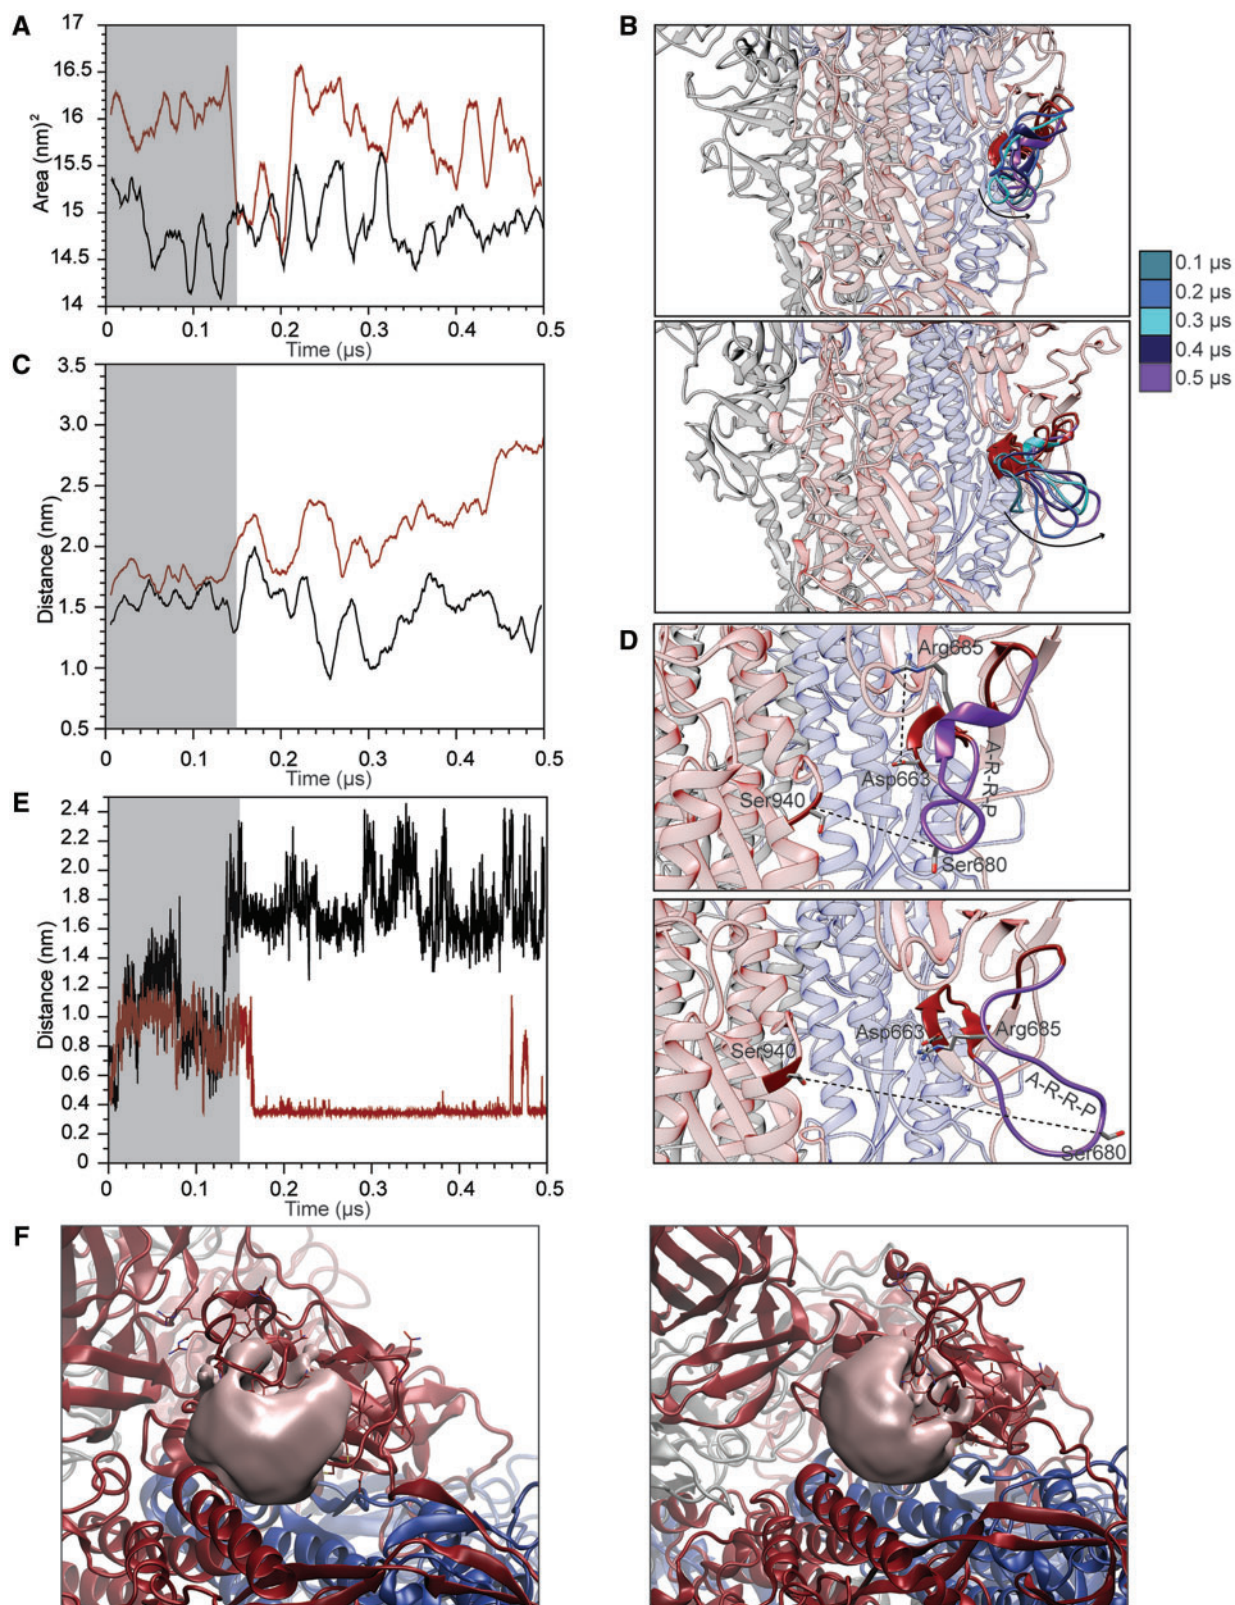 A
17
16.5
16
15.5
15
14.5
14
Area (nm)²
0 0.1 0.2 0.3 0.4 0.5
Time (µs)
B
0.1 µs
0.2 µs
0.3 µs
0.4 µs
0.5 µs
C
3.5
3.0
2.5
2.0
1.5
1.0
0.5
Distance (nm)
0 0.1 0.2 0.3 0.4 0.5
Time (µs)
D
Arg685
Asp663
A-R-R-P
Ser940
Ser680
Asp663
Arg685
Ser940
A-R-R-P
Ser680
E
2.4
2.2
2.0
1.8
1.6
1.4
1.2
1.0
0.8
0.6
0.4
0.2
0
Distance (nm)
0 0.1 0.2 0.3 0.4 0.5
Time (µs)
F